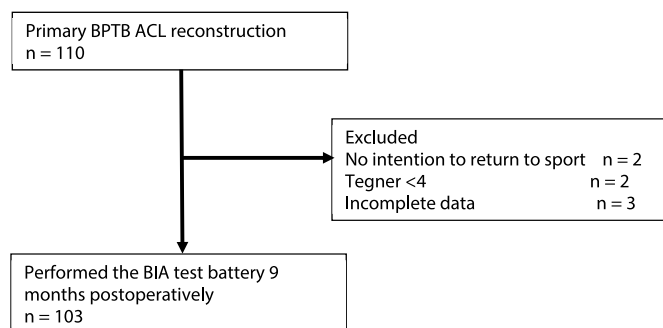 Primary BPTB ACL reconstruction
n = 110
Excluded
No intention to return to sport n = 2
Tegner <4 n = 2
Incomplete data n = 3
Performed the BIA test battery 9
months postoperatively
n = 103